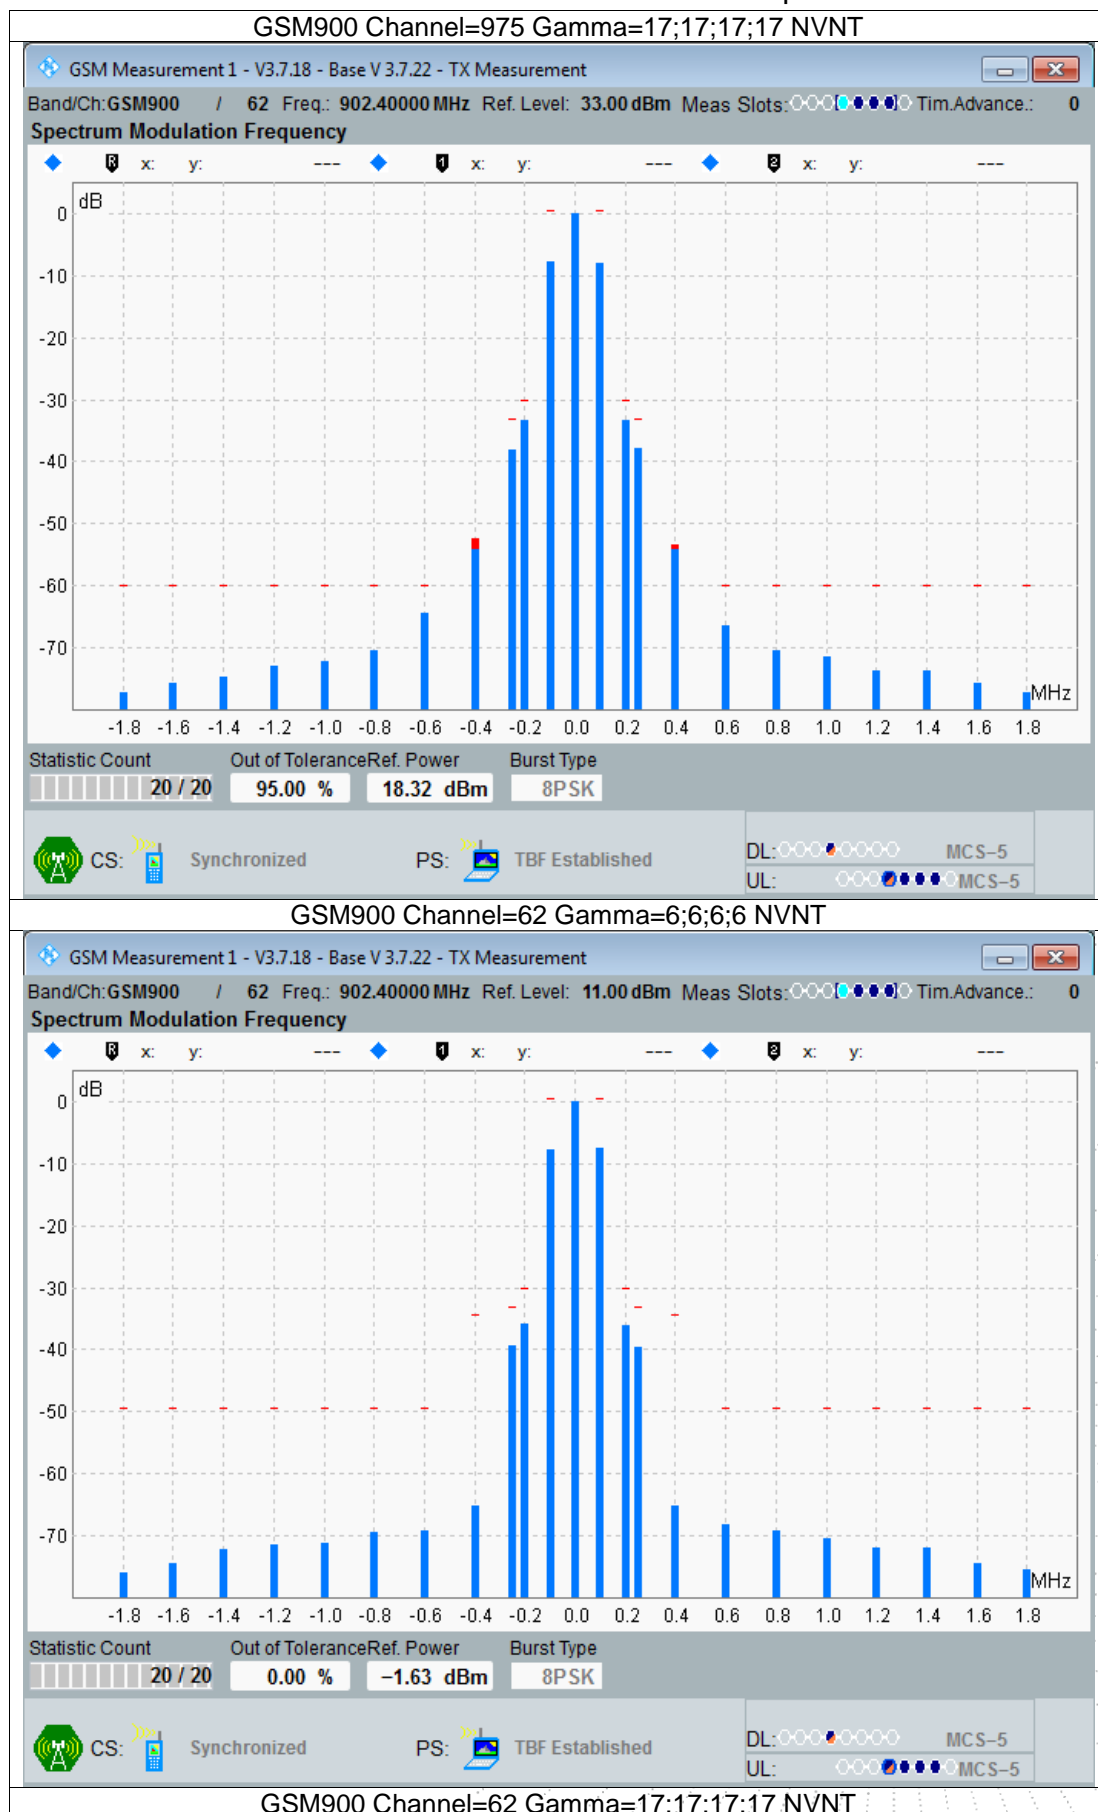 GSM900 Channel=975 Gamma=17;17;17;17 NVNT
GSM Measurement 1 - V3.7.18 - Base V 3.7.22 - TX Measurement
Band/Ch:GSM900 / 62 Freq.: 902.40000 MHz Ref. Level: 33.00 dBm Meas Slots: Tim.Advance.: 0
Spectrum Modulation Frequency
R x: y: --- 1 x: y: --- 2 x: y: ---
dB
0
-10
-20
-30
-40
-50
-60
-70
MHz
-1.8 -1.6 -1.4 -1.2 -1.0 -0.8 -0.6 -0.4 -0.2 0.0 0.2 0.4 0.6 0.8 1.0 1.2 1.4 1.6 1.8
Statistic Count Out of Tolerance Ref. Power Burst Type
20 / 20 95.00 % 18.32 dBm 8PSK
CS: Synchronized PS: TBF Established DL: MCS-5
UL: MCS-5
GSM900 Channel=62 Gamma=6;6;6;6 NVNT
GSM Measurement 1 - V3.7.18 - Base V 3.7.22 - TX Measurement
Band/Ch:GSM900 / 62 Freq.: 902.40000 MHz Ref. Level: 11.00 dBm Meas Slots: Tim.Advance.: 0
Spectrum Modulation Frequency
R x: y: --- 1 x: y: --- 2 x: y: ---
dB
0
-10
-20
-30
-40
-50
-60
-70
MHz
-1.8 -1.6 -1.4 -1.2 -1.0 -0.8 -0.6 -0.4 -0.2 0.0 0.2 0.4 0.6 0.8 1.0 1.2 1.4 1.6 1.8
Statistic Count Out of Tolerance Ref. Power Burst Type
20 / 20 0.00 % -1.63 dBm 8PSK
CS: Synchronized PS: TBF Established DL: MCS-5
UL: MCS-5
GSM900 Channel=62 Gamma=17;17;17;17 NVNT